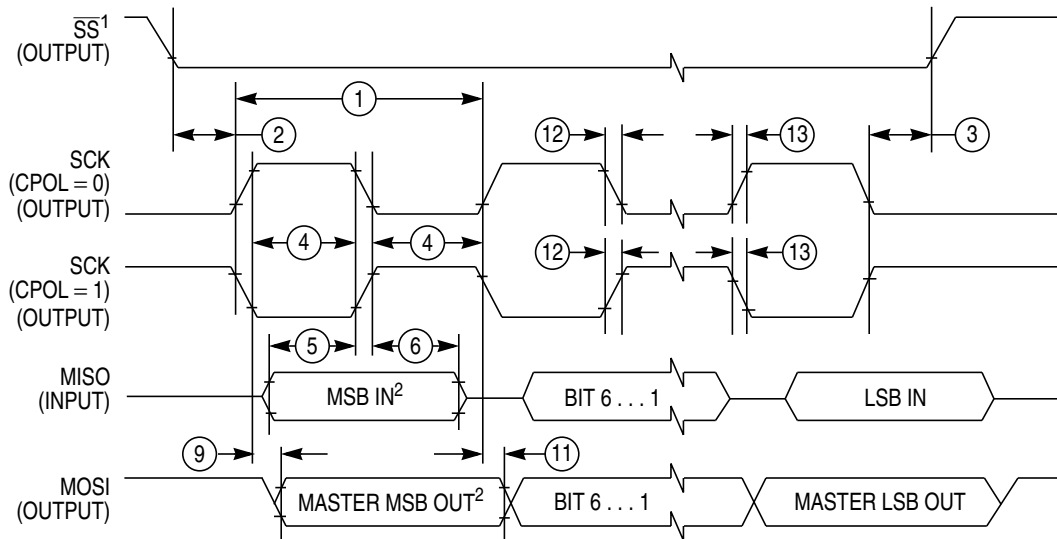 SS¹
(OUTPUT)
1
2
12
13
3
SCK
(CPOL = 0)
(OUTPUT)
4
4
SCK
(CPOL = 1)
(OUTPUT)
12
13
5
6
MISO
(INPUT)
MSB IN²
BIT 6 . . . 1
LSB IN
9
11
MOSI
(OUTPUT)
MASTER MSB OUT²
BIT 6 . . . 1
MASTER LSB OUT